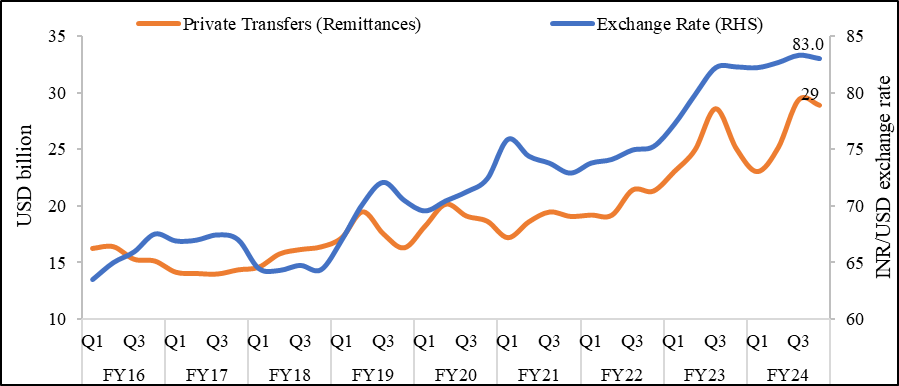 Private Transfers (Remittances) Exchange Rate (RHS)
USD billion
35
30
25
20
15
10
83.0
29
85
80
75
70
65
60
INR/USD exchange rate
Q1 Q3 Q1 Q3 Q1 Q3 Q1 Q3 Q1 Q3 Q1 Q3 Q1 Q3 Q1 Q3 Q1 Q3
FY16 FY17 FY18 FY19 FY20 FY21 FY22 FY23 FY24